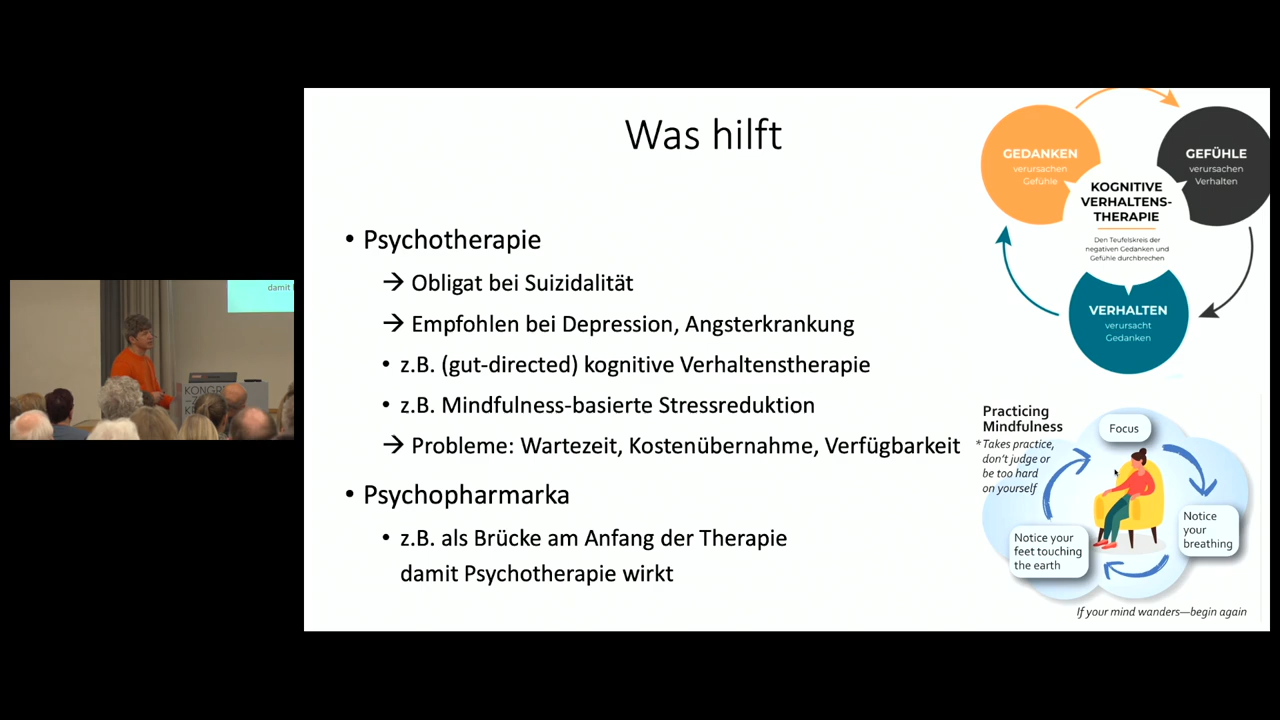 Was hilft
• Psychotherapie
→ Obligat bei Suizidalität
→ Empfohlen bei Depression, Angsterkrankung
• z.B. (gut-directed) kognitive Verhaltenstherapie
• z.B. Mindfulness-basierte Stressreduktion
→ Probleme: Wartezeit, Kostenübernahme, Verfügbarkeit
• Psychopharmarka
• z.B. als Brücke am Anfang der Therapie
damit Psychotherapie wirkt
GEDANKEN
verursachen
Gefühle
GEFÜHLE
verursachen
Verhalten
KOGNITIVE
VERHALTENS-
THERAPIE
Den Teufelskreis der
negativen Gedanken und
Gefühle durchbrechen
VERHALTEN
verursacht
Gedanken
Practicing
Mindfulness
*Takes practice,
don't judge or
be too hard
on yourself
Focus
Notice
your
breathing
Notice your
feet touching
the earth
If your mind wanders—begin again
damit
KONGR